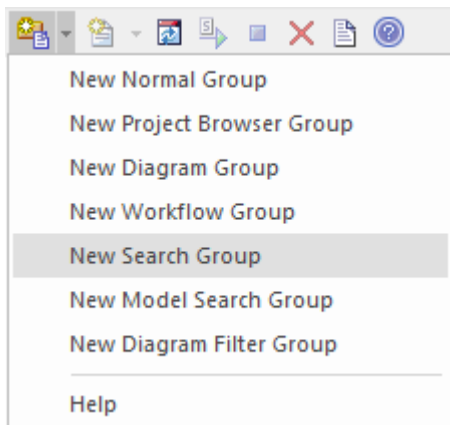 S
New Normal Group
New Project Browser Group
New Diagram Group
New Workflow Group
New Search Group
New Model Search Group
New Diagram Filter Group
Help